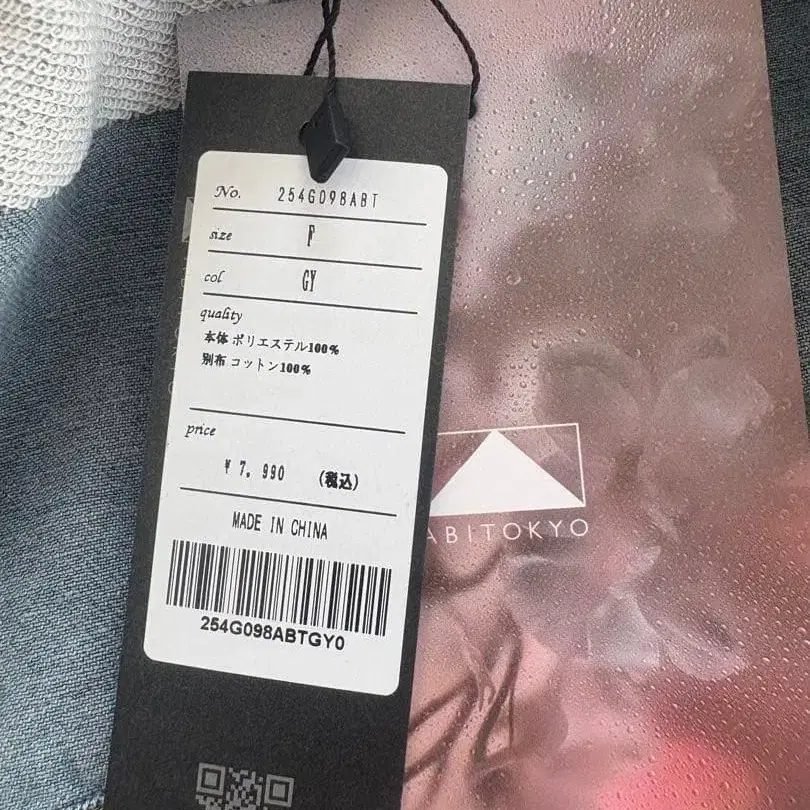 No. 254G098ABT
size F
col GY
quality
本体 ポリエステル100%
別布 コットン100%
price
¥ 7. 990 (税込)
MADE IN CHINA
254G098ABTGY0
ABITOKYO